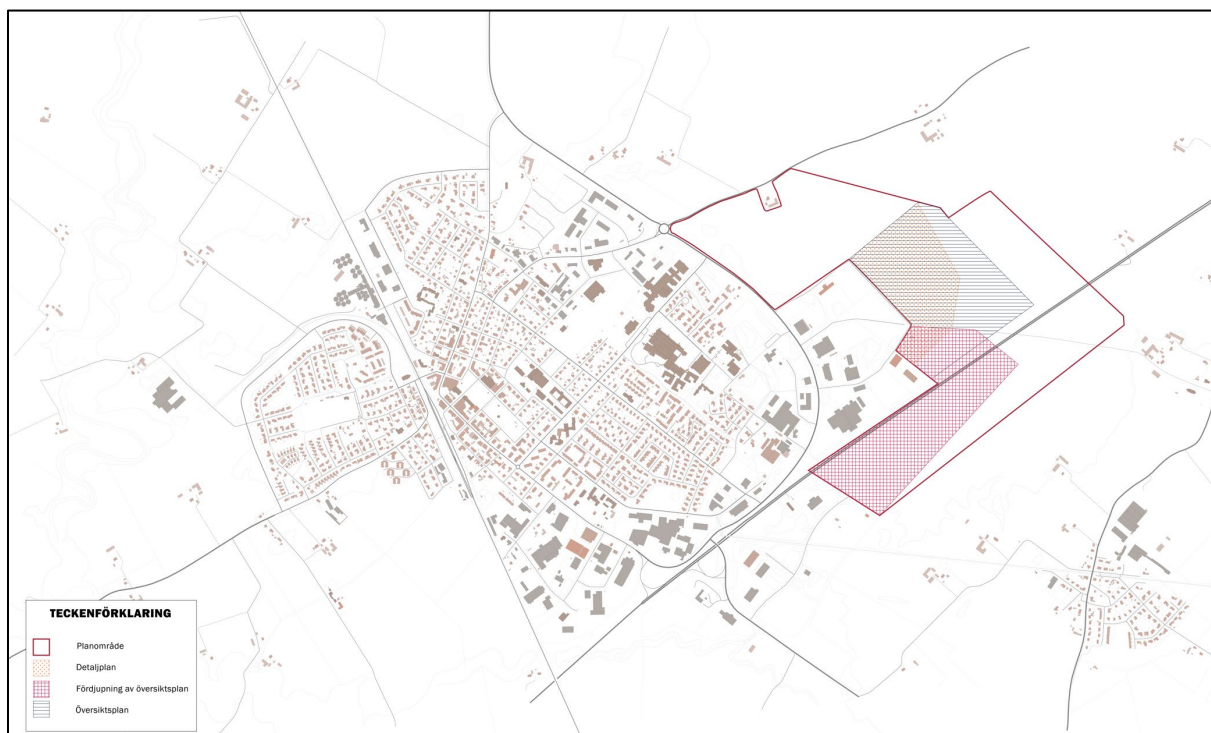 TECKENFÖRKLARING
Planområde
Detaljplan
Fördjupning av översiktsplan
Översiktsplan